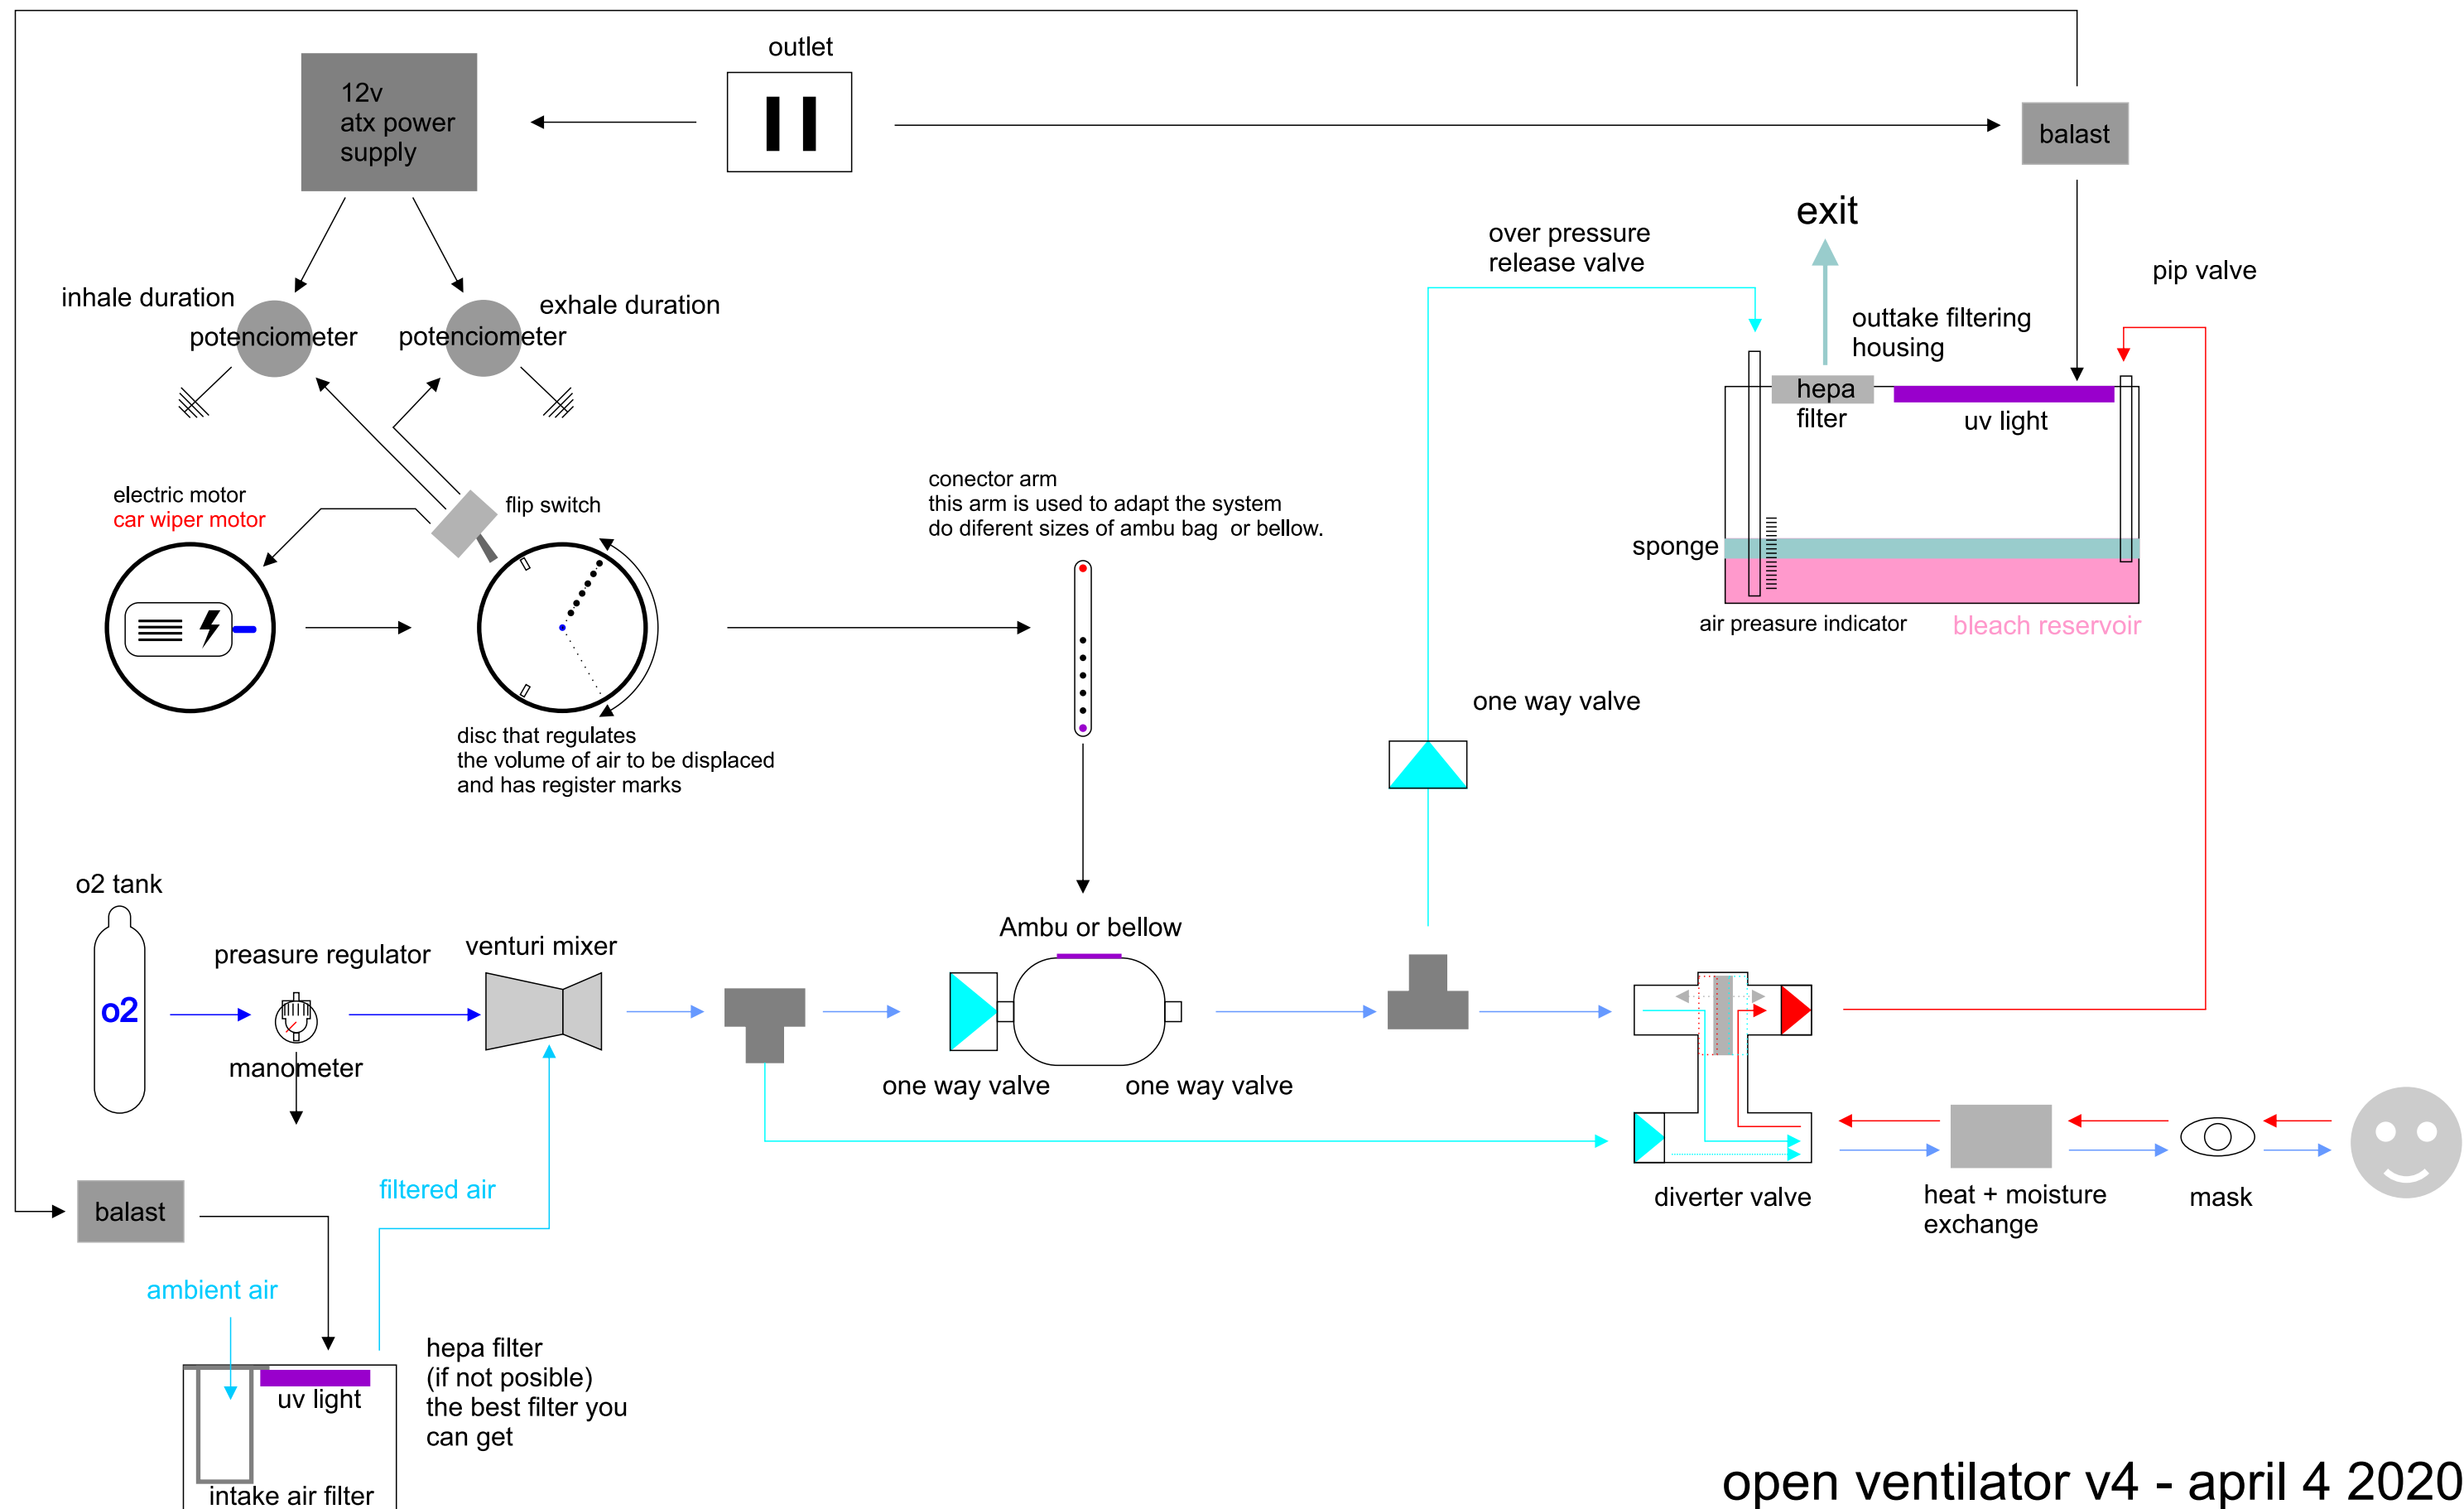 outlet
12v
atx power
supply
balast
exit
over pressure
release valve
pip valve
inhale duration
exhale duration
potenciometer
potenciometer
outtake filtering
housing
hepa
filter
uv light
electric motor
car wiper motor
flip switch
conector arm
this arm is used to adapt the system
do diferent sizes of ambu bag or bellow.
sponge
air preasure indicator
bleach reservoir
one way valve
disc that regulates
the volume of air to be displaced
and has register marks
o2 tank
o2
preasure regulator
manometer
venturi mixer
Ambu or bellow
one way valve
one way valve
diverter valve
heat + moisture
exchange
mask
filtered air
balast
ambient air
uv light
intake air filter
hepa filter
(if not posible)
the best filter you
can get
open ventilator v4 - april 4 2020